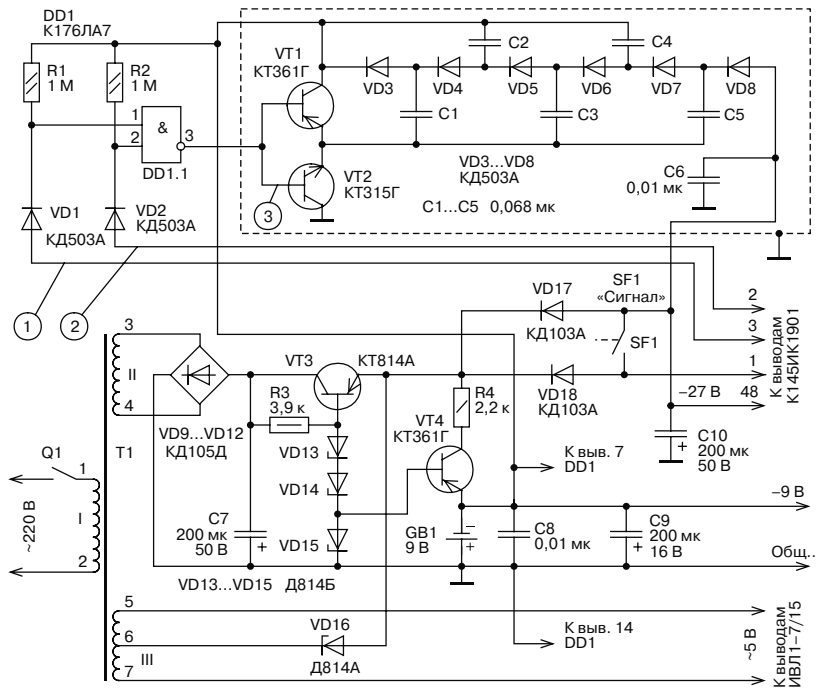 DD1
К176ЛА7
R1
1 М
R2
1 М
1
2
&
3
DD1.1
VD1
КД503А
VD2
КД503А
1
2
VT1
КТ361Г
VT2
КТ315Г
3
VD3
VD4
VD5
VD6
VD7
VD8
C1
C2
C3
C4
C5
VD3...VD8
КД503А
C1...C5 0,068 мк
C6
0,01 мк
SF1
«Сигнал»
SF1
VD17
КД103А
VD18
КД103А
2
3
1
–27 В
48
К выводам
К145ИК1901
C10
200 мк
50 В
+
3
II
4
VD9...VD12
КД105Д
VT3
КТ814А
R3
3,9 к
R4
2,2 к
VT4
КТ361Г
VD13
VD14
VD15
C7
200 мк
50 В
+
VD13...VD15 Д814Б
GB1
9 В
–
+
К выв. 7
DD1
C8
0,01 мк
C9
200 мк
16 В
+
–9 В
Общ..
Q1
1
T1
I
2
~220 В
5
6
III
7
VD16
Д814А
К выв. 14
DD1
~5 В
К выводам
ИВЛ1–7/15